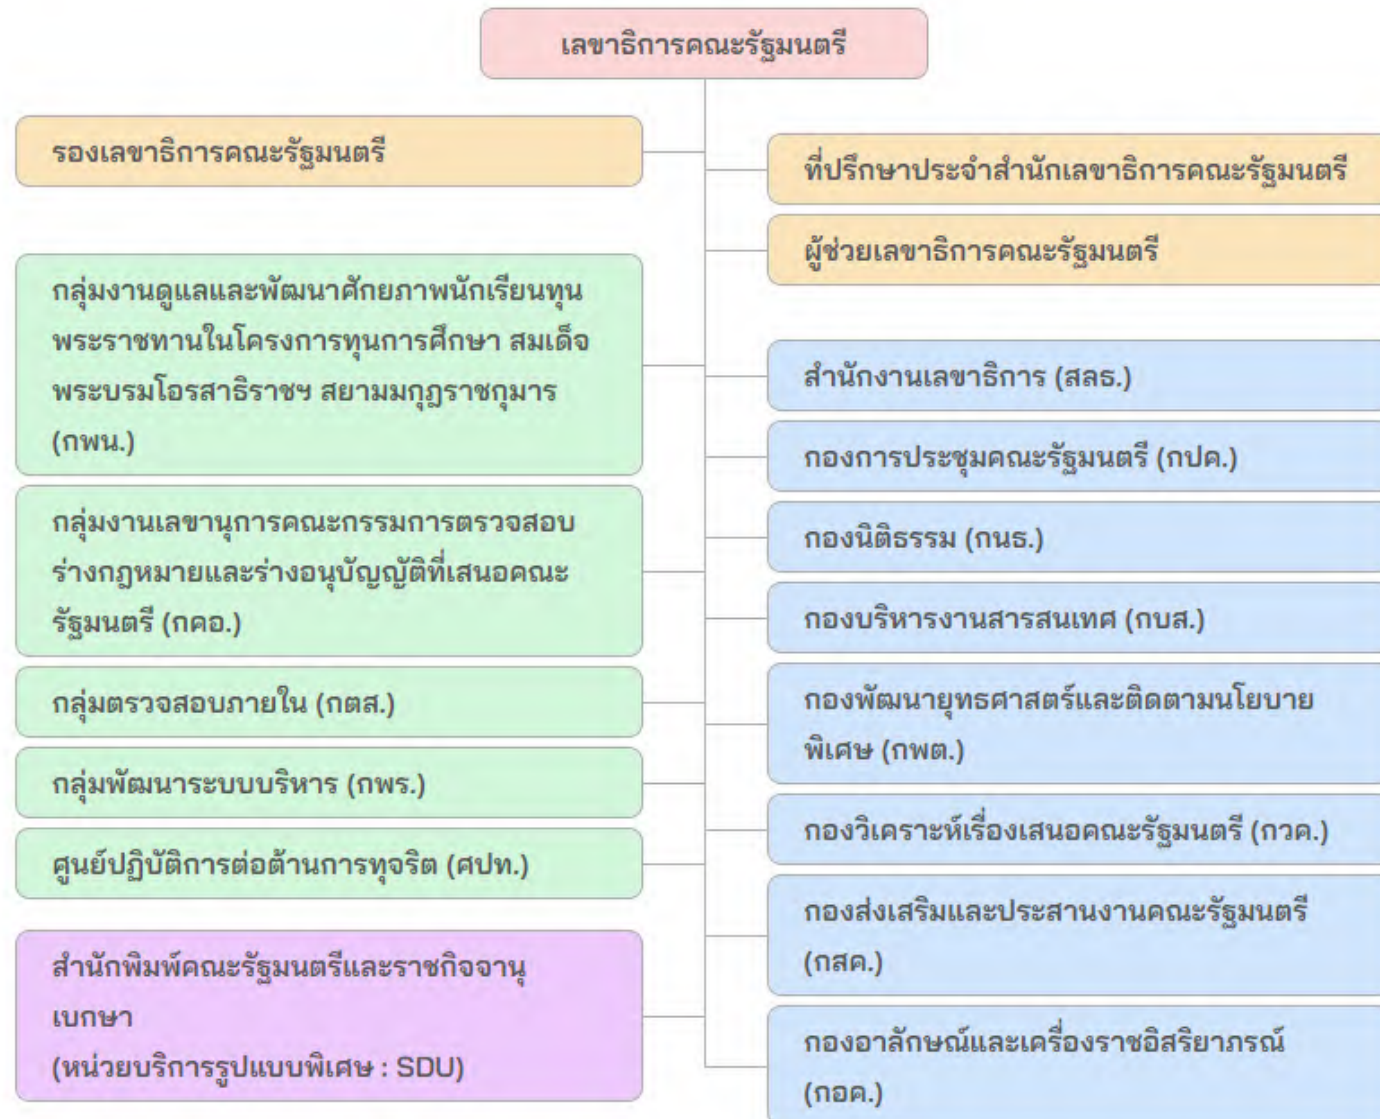 เลขาธิการคณะรัฐมนตรี
รองเลขาธิการคณะรัฐมนตรี
ที่ปรึกษาประจำสำนักเลขาธิการคณะรัฐมนตรี
ผู้ช่วยเลขาธิการคณะรัฐมนตรี
กลุ่มงานดูแลและพัฒนาศักยภาพนักเรียนทุน
พระราชทานในโครงการทุนการศึกษา สมเด็จ
พระบรมโอรสาธิราชฯ สยามมกุฎราชกุมาร
(กพน.)
กลุ่มงานเลขานุการคณะกรรมการตรวจสอบ
ร่างกฎหมายและร่างอนุบัญญัติที่เสนอคณะ
รัฐมนตรี (กคอ.)
กลุ่มตรวจสอบภายใน (กตส.)
กลุ่มพัฒนาระบบบริหาร (กพร.)
ศูนย์ปฏิบัติการต่อต้านการทุจริต (ศปท.)
สำนักพิมพ์คณะรัฐมนตรีและราชกิจจานุ
เบกษา
(หน่วยบริการรูปแบบพิเศษ : SDU)
สำนักงานเลขาธิการ (สลธ.)
กองการประชุมคณะรัฐมนตรี (กปค.)
กองนิติธรรม (กนธ.)
กองบริหารงานสารสนเทศ (กบส.)
กองพัฒนายุทธศาสตร์และติดตามนโยบาย
พิเศษ (กพต.)
กองวิเคราะห์เรื่องเสนอคณะรัฐมนตรี (กวค.)
กองส่งเสริมและประสานงานคณะรัฐมนตรี
(กสค.)
กองอาลักษณ์และเครื่องราชอิสริยาภรณ์
(กอค.)